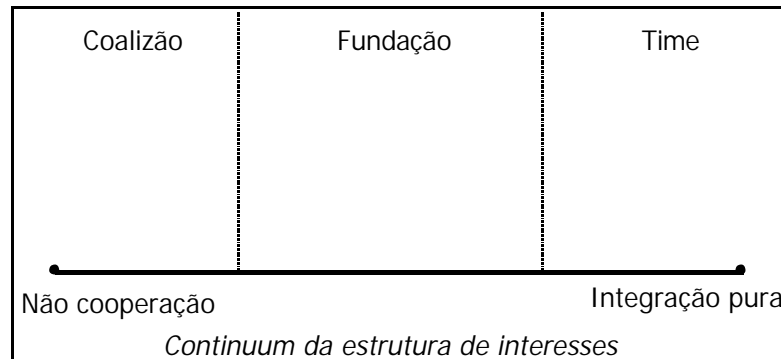 Coalizão Fundação Time
Não cooperação Integração pura
Continuum da estrutura de interesses